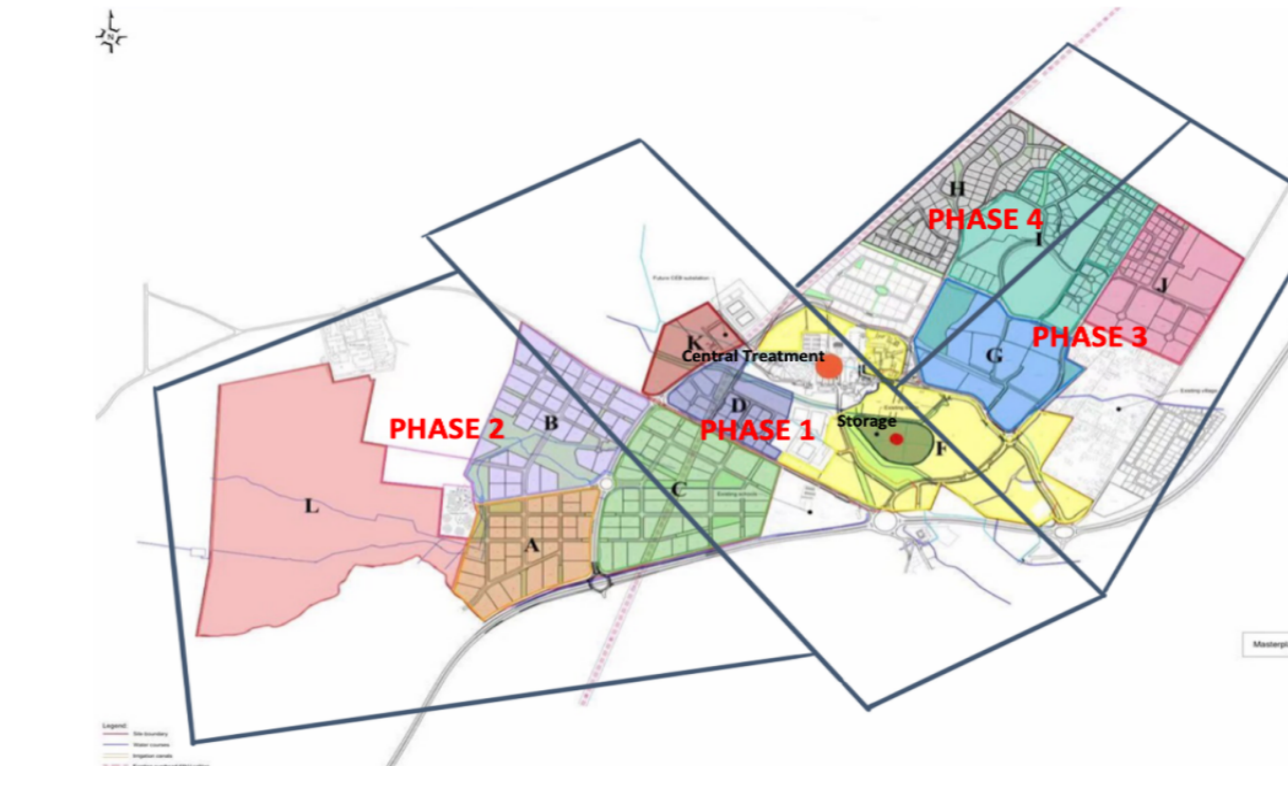 N
H
PHASE 4
I
J
Future CEB substation
K
PHASE 3
Central Treatment
G
Existing village
D
B
Storage
PHASE 2
PHASE 1
F
C
Existing schools
L
A
Legend:
Site boundary
Water courses
Irrigation canals